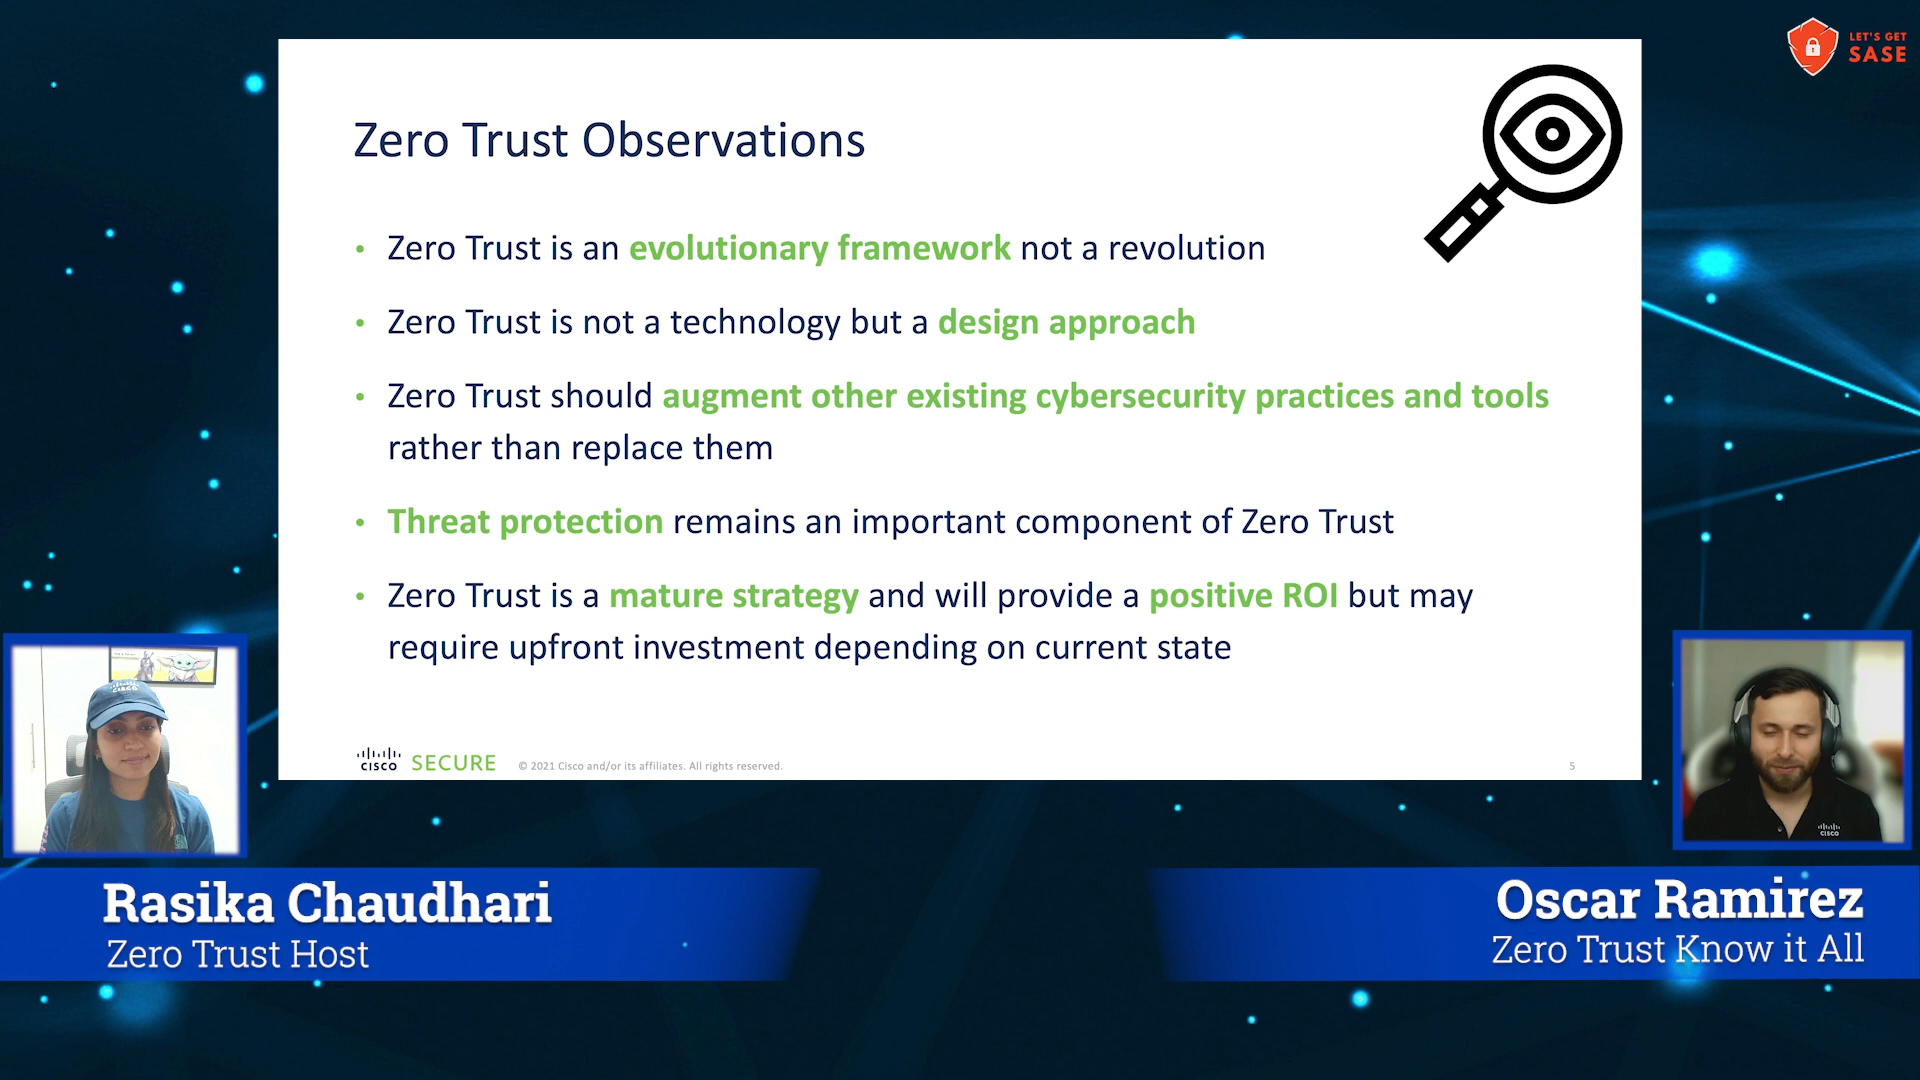 LET'S GET
SASE
Zero Trust Observations
• Zero Trust is an evolutionary framework not a revolution
• Zero Trust is not a technology but a design approach
• Zero Trust should augment other existing cybersecurity practices and tools
rather than replace them
• Threat protection remains an important component of Zero Trust
• Zero Trust is a mature strategy and will provide a positive ROI but may
require upfront investment depending on current state
CISCO SECURE © 2021 Cisco and/or its affiliates. All rights reserved. 5
CISCO
CISCO
Rasika Chaudhari
Zero Trust Host
Oscar Ramirez
Zero Trust Know it All